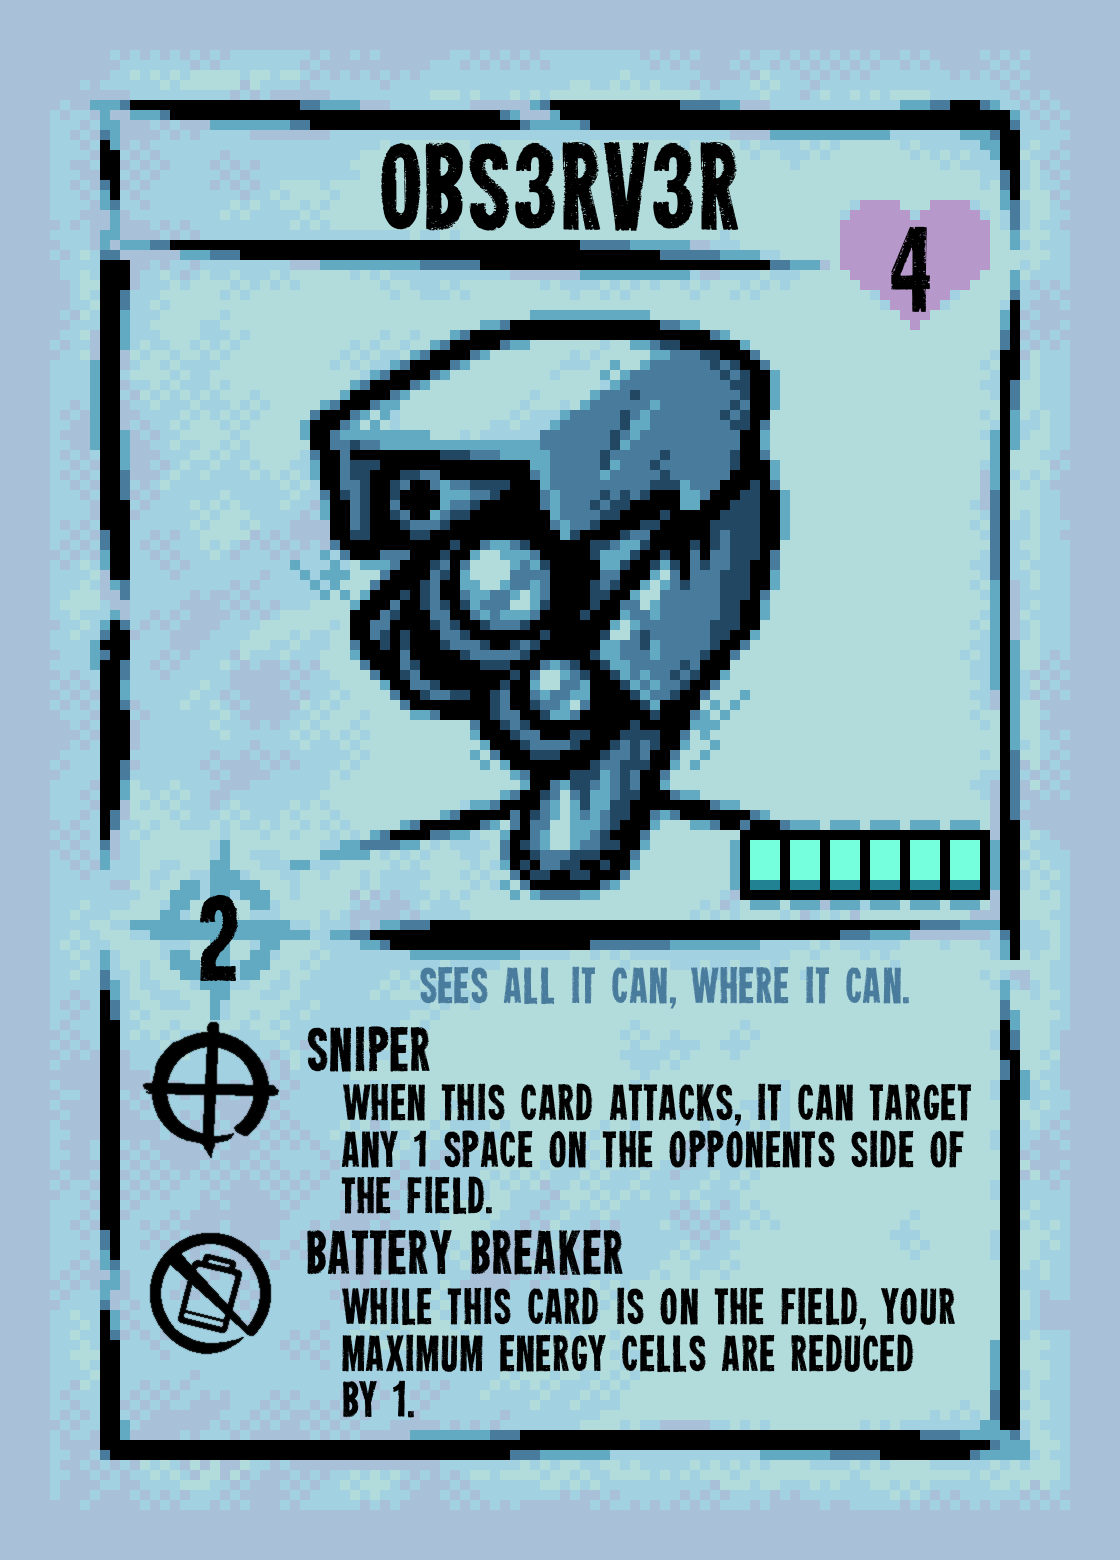 OBS3RV3R
4
2
SEES ALL IT CAN, WHERE IT CAN.
SNIPER
WHEN THIS CARD ATTACKS, IT CAN TARGET
ANY 1 SPACE ON THE OPPONENTS SIDE OF
THE FIELD.
BATTERY BREAKER
WHILE THIS CARD IS ON THE FIELD, YOUR
MAXIMUM ENERGY CELLS ARE REDUCED
BY 1.